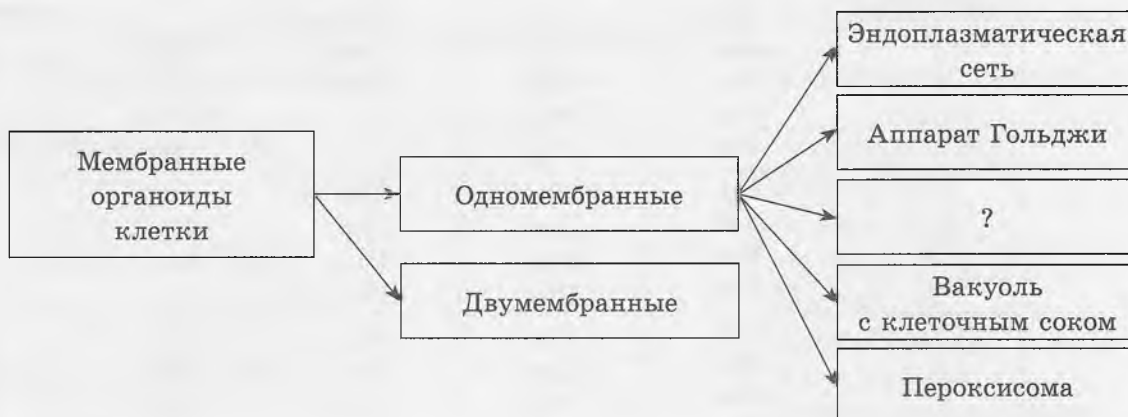 Мембранные
органоиды
клетки
Одномембранные
Двумембранные
Эндоплазматическая
сеть
Аппарат Гольджи
?
Вакуоль
с клеточным соком
Пероксисома